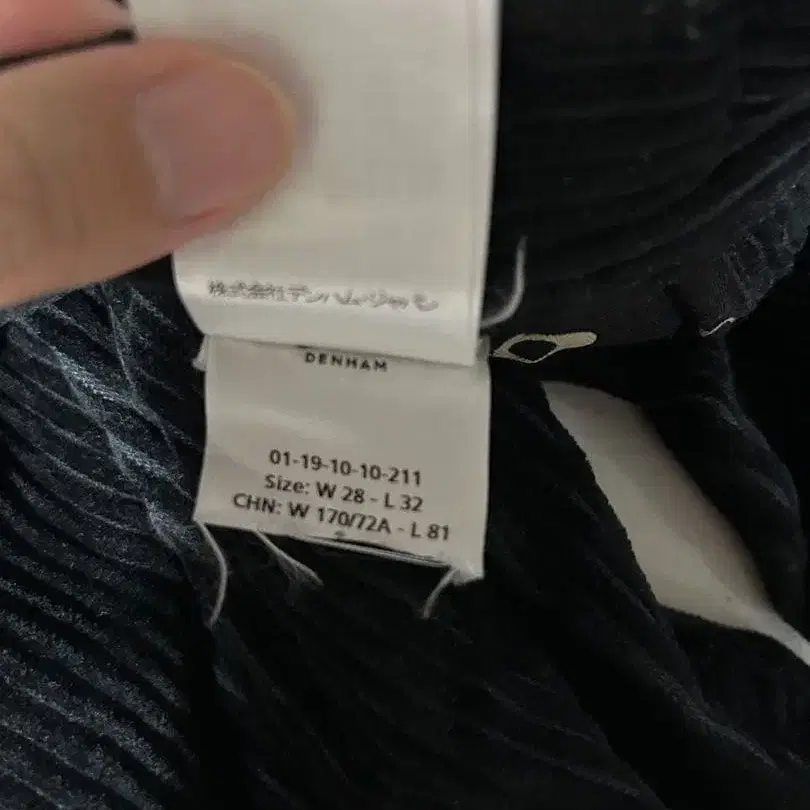 株式会社デンハムジャパン
DENHAM
01-19-10-10-211
Size: W 28 - L 32
CHN: W 170/72A - L 81